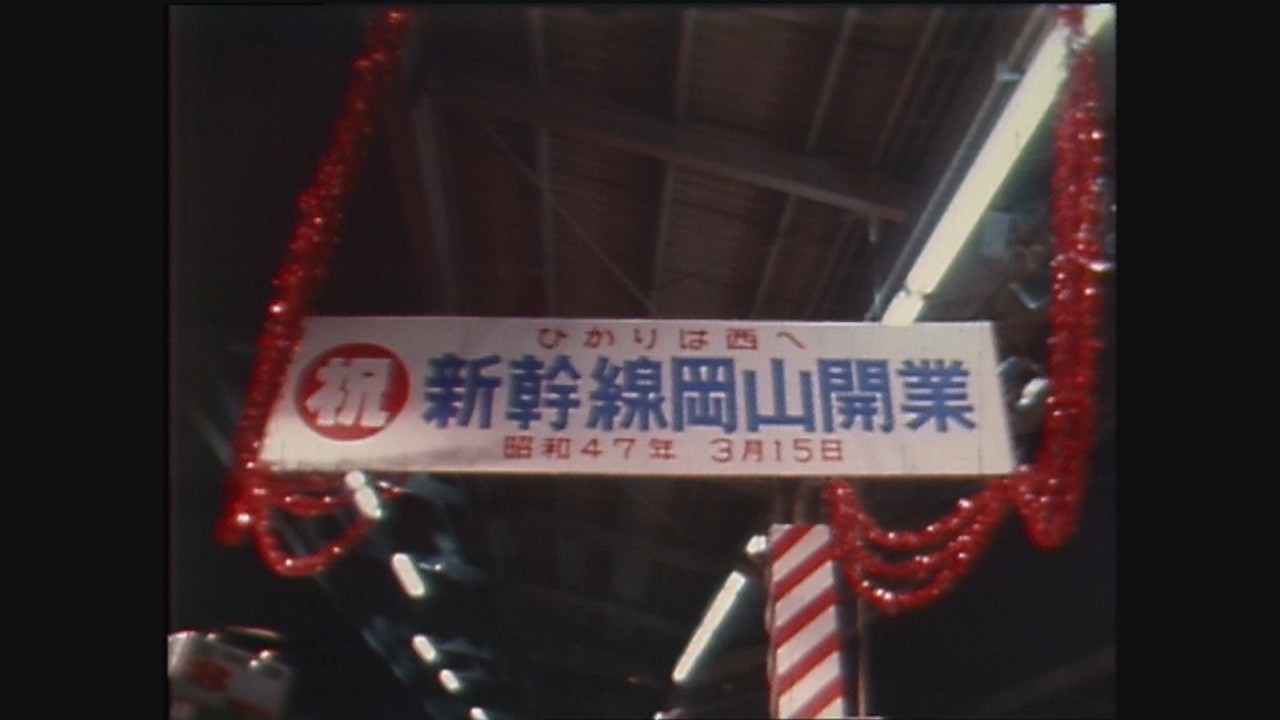 ひかりは西へ
祝 新幹線岡山開業
昭和47年 3月15日